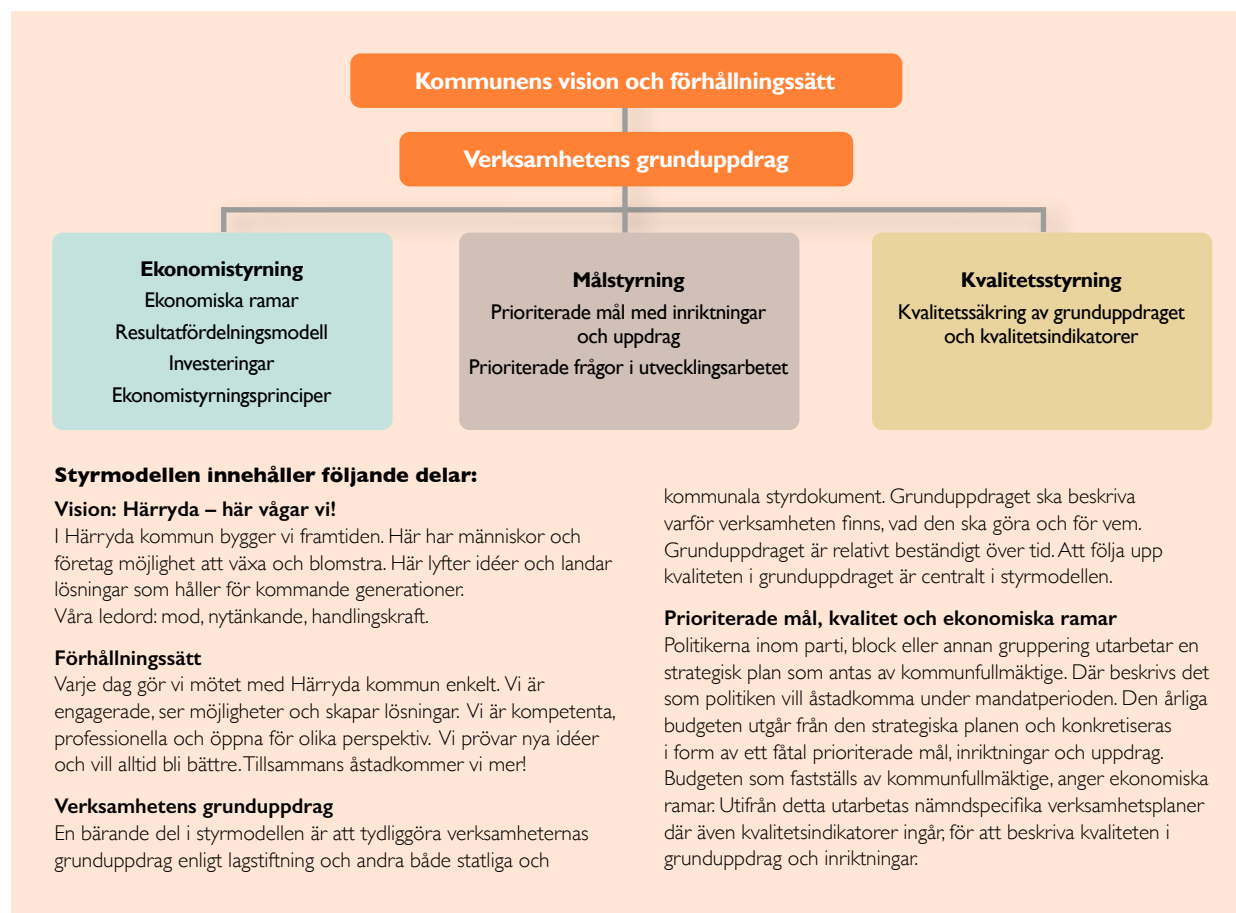 Kommunens vision och förhållningssätt
Verksamhetens grunduppdrag
Ekonomistyrning
Ekonomiska ramar
Resultatfördelningsmodell
Investeringar
Ekonomistyrningsprinciper
Målstyrning
Prioriterade mål med inriktningar
och uppdrag
Prioriterade frågor i utvecklingsarbetet
Kvalitetsstyrning
Kvalitetssäkring av grunduppdraget
och kvalitetsindikatorer
Styrmodellen innehåller följande delar:
Vision: Härryda – här vågar vi!
I Härryda kommun bygger vi framtiden. Här har människor och
företag möjlighet att växa och blomstra. Här lyfter idéer och landar
lösningar som håller för kommande generationer.
Våra ledord: mod, nytänkande, handlingskraft.
Förhållningssätt
Varje dag gör vi mötet med Härryda kommun enkelt. Vi är
engagerade, ser möjligheter och skapar lösningar. Vi är kompetenta,
professionella och öppna för olika perspektiv. Vi prövar nya idéer
och vill alltid bli bättre. Tillsammans åstadkommer vi mer!
Verksamhetens grunduppdrag
En bärande del i styrmodellen är att tydliggöra verksamheternas
grunduppdrag enligt lagstiftning och andra både statliga och
kommunala styrdokument. Grunduppdraget ska beskriva
varför verksamheten finns, vad den ska göra och för vem.
Grunduppdraget är relativt beständigt över tid. Att följa upp
kvaliteten i grunduppdraget är centralt i styrmodellen.
Prioriterade mål, kvalitet och ekonomiska ramar
Politikerna inom parti, block eller annan gruppering utarbetar en
strategisk plan som antas av kommunfullmäktige. Där beskrivs det
som politiken vill åstadkomma under mandatperioden. Den årliga
budgeten utgår från den strategiska planen och konkretiseras
i form av ett fåtal prioriterade mål, inriktningar och uppdrag.
Budgeten som fastställs av kommunfullmäktige, anger ekonomiska
ramar. Utifrån detta utarbetas nämndspecifika verksamhetsplaner
där även kvalitetsindikatorer ingår, för att beskriva kvaliteten i
grunduppdrag och inriktningar.